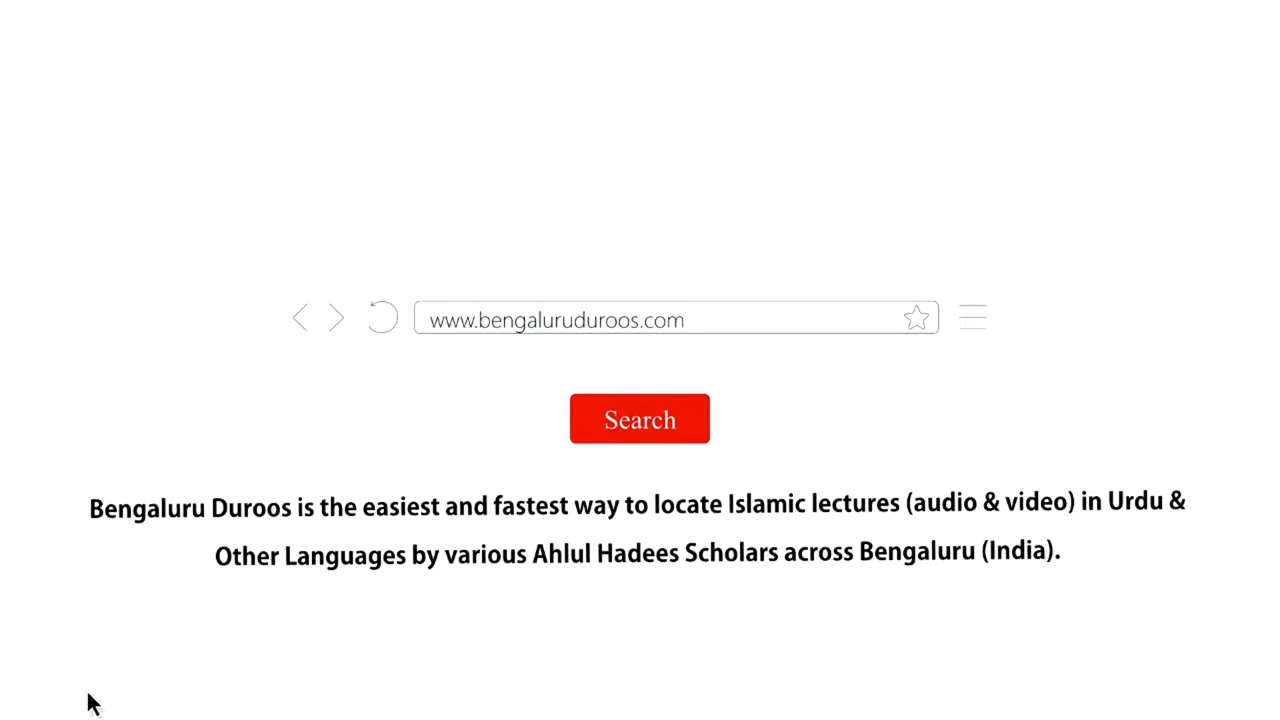 www.bengaluruduroos.com
Search
Bengaluru Duroos is the easiest and fastest way to locate Islamic lectures (audio & video) in Urdu &
Other Languages by various Ahlul Hadees Scholars across Bengaluru (India).